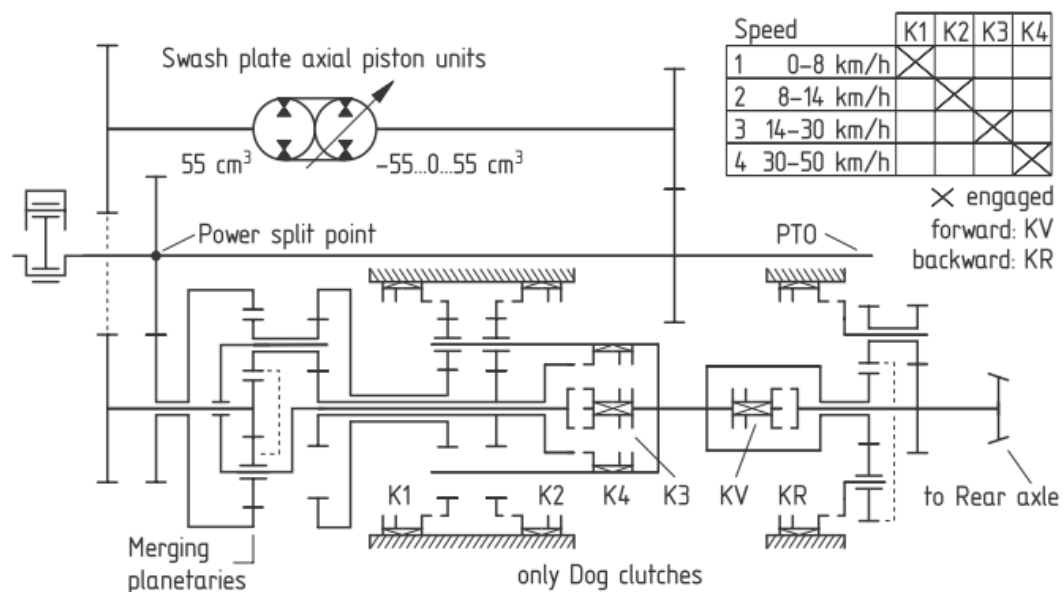 Swash plate axial piston units
55 cm³
-55...0...55 cm³
Speed K1 K2 K3 K4
1 0-8 km/h
2 8-14 km/h
3 14-30 km/h
4 30-50 km/h
engaged
forward: KV
backward: KR
Power split point
PTO
K1 K2 K4 K3 KV KR
to Rear axle
Merging
planetaries
only Dog clutches